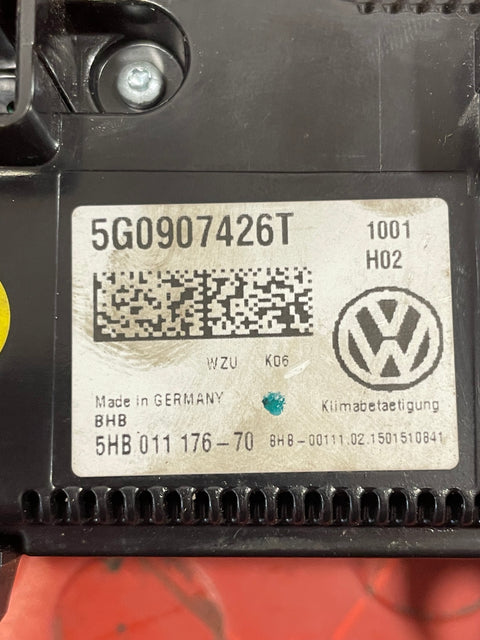 5G0907426T 1001
H02
WZU K06
Made in GERMANY Klimabetaetigung
BHB
5HB 011 176-70 BHB-00111.02.1501510841